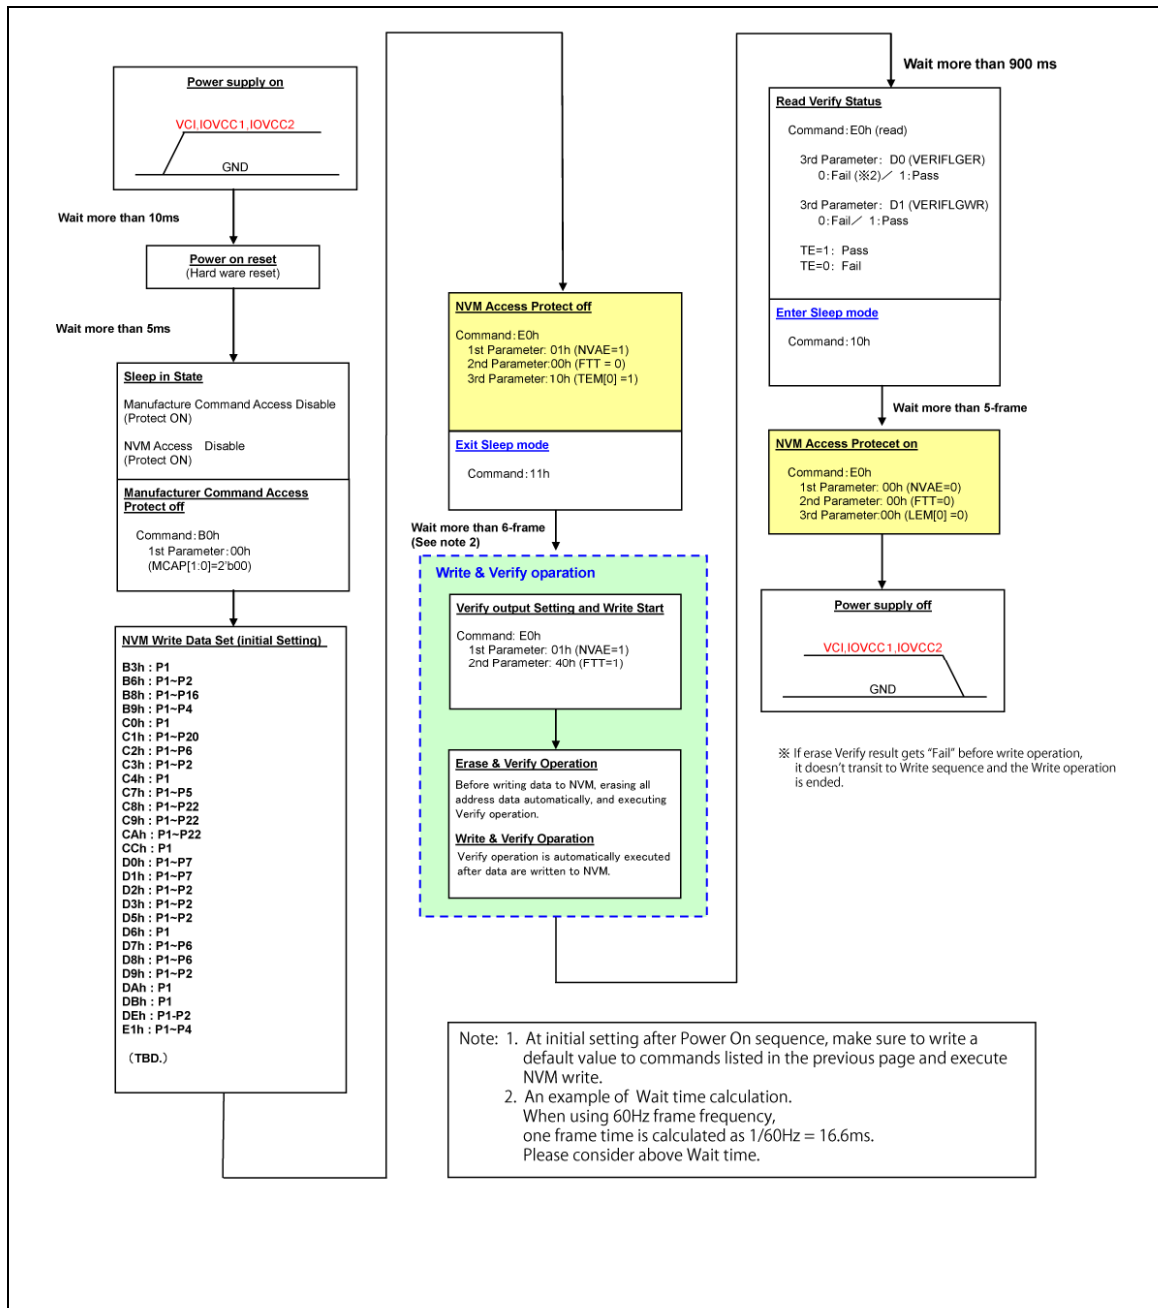 Power supply on
VCI,IOVCC1,IOVCC2
GND
Wait more than 10ms
Power on reset
(Hard ware reset)
Wait more than 5ms
Sleep in State
Manufacture Command Access Disable
(Protect ON)
NVM Access Disable
(Protect ON)
Manufacturer Command Access
Protect off
Command:B0h
1st Parameter:00h
(MCAP[1:0]=2'b00)
NVM Write Data Set (initial Setting)
B3h : P1
B6h : P1~P2
B8h : P1~P16
B9h : P1~P4
C0h : P1
C1h : P1~P20
C2h : P1~P6
C3h : P1~P2
C4h : P1
C7h : P1~P5
C8h : P1~P22
C9h : P1~P22
CAh : P1~P22
CCh : P1
D0h : P1~P7
D1h : P1~P7
D2h : P1~P2
D3h : P1~P2
D5h : P1~P2
D6h : P1
D7h : P1~P6
D8h : P1~P6
D9h : P1~P2
DAh : P1
DBh : P1
DEh : P1-P2
E1h : P1~P4
(TBD.)
NVM Access Protect off
Command:E0h
1st Parameter: 01h (NVAE=1)
2nd Parameter:00h (FTT = 0)
3rd Parameter:10h (TEM[0] =1)
Exit Sleep mode
Command:11h
Wait more than 6-frame
(See note 2)
Write & Verify oparation
Verify output Setting and Write Start
Command: E0h
1st Parameter: 01h (NVAE=1)
2nd Parameter: 40h (FTT=1)
Erase & Verify Operation
Before writing data to NVM, erasing all
address data automatically, and executing
Verify operation.
Write & Verify Oparation
Verify operation is automatically executed
after data are written to NVM.
Wait more than 900 ms
Read Verify Status
Command:E0h (read)
3rd Parameter: D0 (VERIFLGER)
0:Fail (※2)／ 1:Pass
3rd Parameter: D1 (VERIFLGWR)
0:Fail／ 1:Pass
TE=1: Pass
TE=0: Fail
Enter Sleep mode
Command:10h
Wait more than 5-frame
NVM Access Protecet on
Command:E0h
1st Parameter: 00h (NVAE=0)
2nd Parameter: 00h (FTT=0)
3rd Parameter:00h (LEM[0] =0)
Power supply off
VCI,IOVCC1,IOVCC2
GND
※ If erase Verify result gets “Fail” before write operation,
it doesn't transit to Write sequence and the Write operation
is ended.
Note: 1. At initial setting after Power On sequence, make sure to write a
default value to commands listed in the previous page and execute
NVM write.
2. An example of Wait time calculation.
When using 60Hz frame frequency,
one frame time is calculated as 1/60Hz = 16.6ms.
Please consider above Wait time.